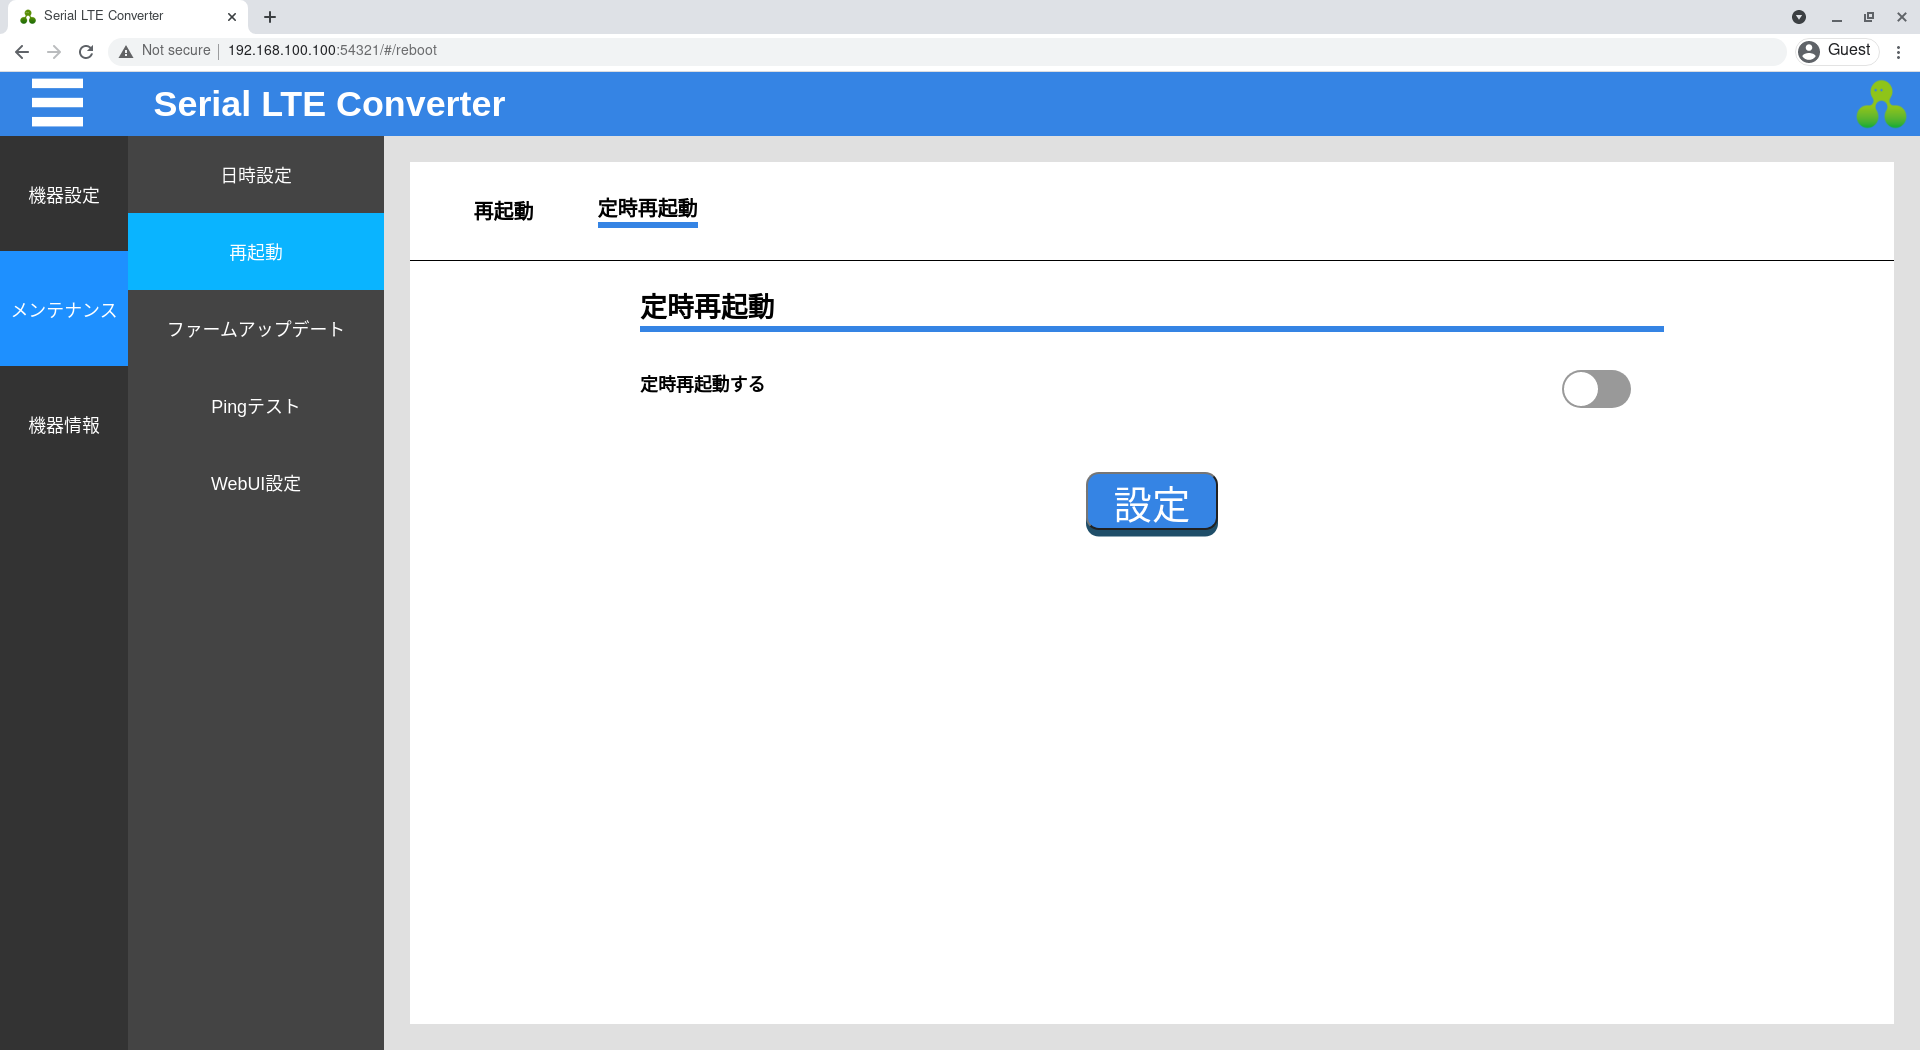 Serial LTE Converter
Not secure
192.168.100.100:54321/#/reboot
Guest
Serial LTE Converter
機器設定
メンテナンス
機器情報
日時設定
再起動
ファームアップデート
Pingテスト
WebUI設定
再起動 定時再起動
定時再起動
定時再起動する
設定